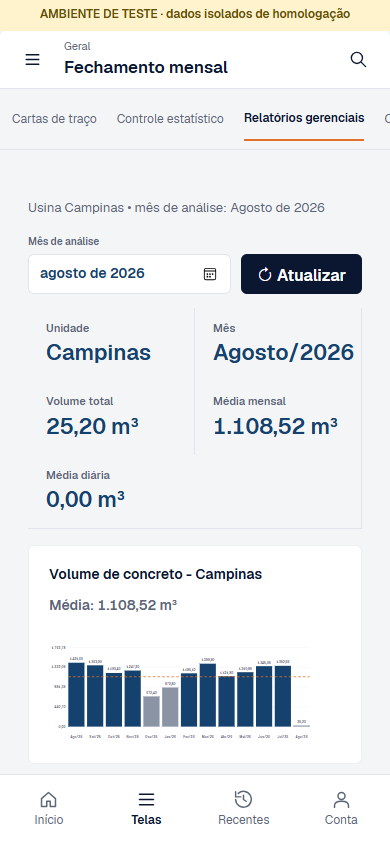 AMBIENTE DE TESTE · dados isolados de homologação
Geral
Fechamento mensal
Cartas de traço
Controle estatístico
Relatórios gerenciais
Usina Campinas • mês de análise: Agosto de 2026
Mês de análise
agosto de 2026
Atualizar
Unidade
Campinas
Mês
Agosto/2026
Volume total
25,20 m³
Média mensal
1.108,52 m³
Média diária
0,00 m³
Volume de concreto - Campinas
Média: 1.108,52 m³
0,00
Início
Telas
Recentes
Conta